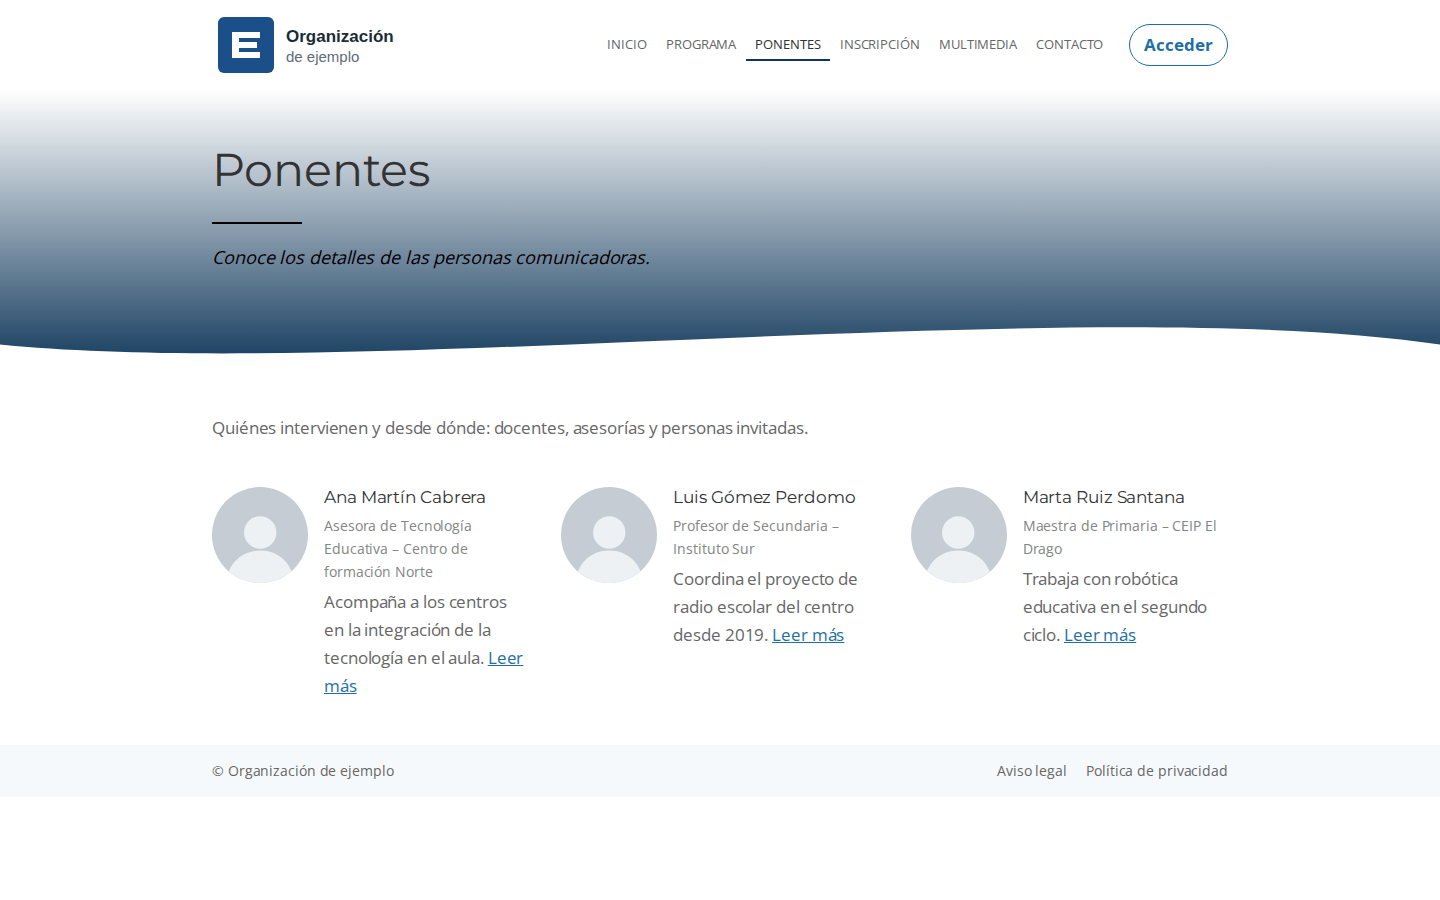 Organización
de ejemplo
INICIO PROGRAMA PONENTES INSCRIPCIÓN MULTIMEDIA CONTACTO Acceder
Ponentes
Conoce los detalles de las personas comunicadoras.
Quiénes intervienen y desde dónde: docentes, asesorías y personas invitadas.
Ana Martín Cabrera
Asesora de Tecnología
Educativa – Centro de
formación Norte
Acompaña a los centros
en la integración de la
tecnología en el aula. Leer
más
Luis Gómez Perdomo
Profesor de Secundaria –
Instituto Sur
Coordina el proyecto de
radio escolar del centro
desde 2019. Leer más
Marta Ruiz Santana
Maestra de Primaria – CEIP El
Drago
Trabaja con robótica
educativa en el segundo
ciclo. Leer más
© Organización de ejemplo
Aviso legal Política de privacidad